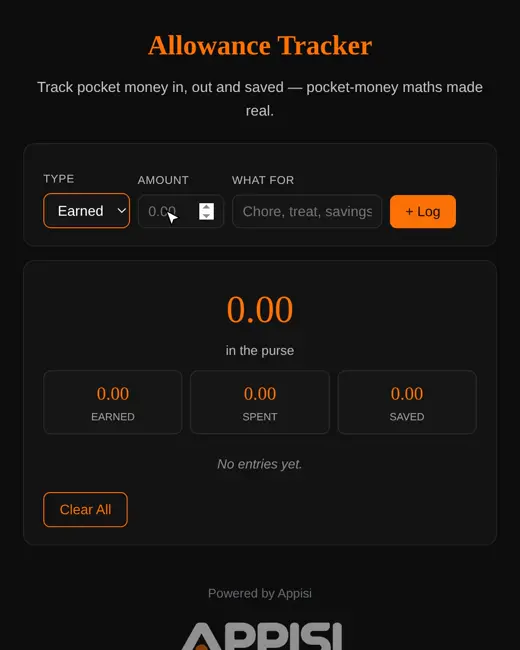 Allowance Tracker
Track pocket money in, out and saved — pocket-money maths made
real.
TYPE
AMOUNT
WHAT FOR
Earned
0.00
Chore, treat, savings
+ Log
0.00
in the purse
0.00
0.00
0.00
EARNED
SPENT
SAVED
No entries yet.
Clear All
Powered by Appisi
APPISI